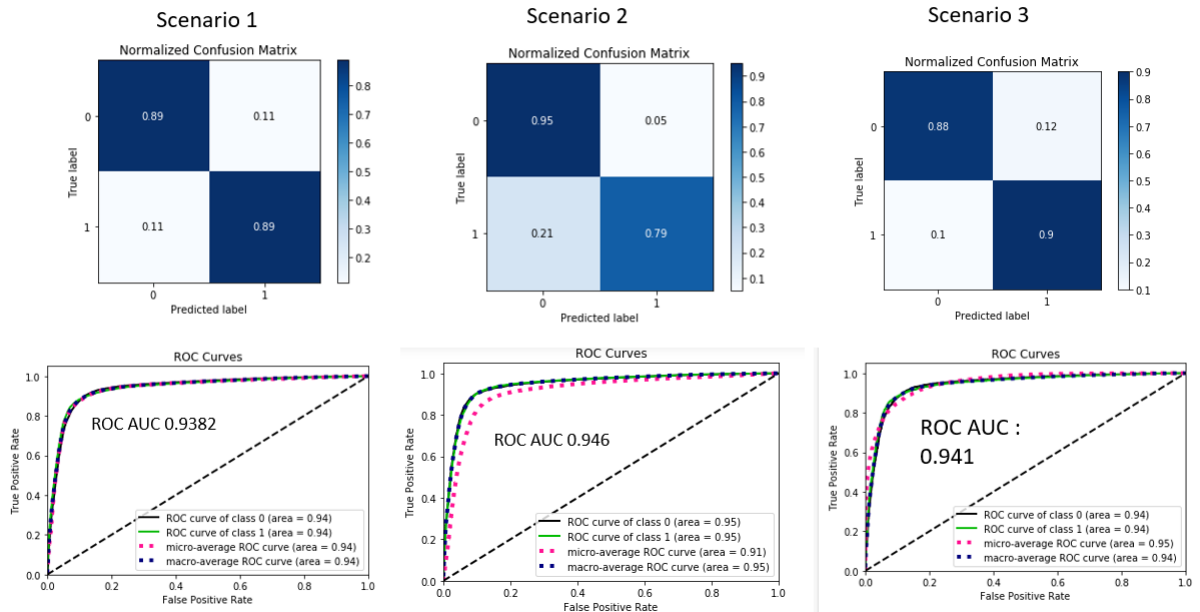 Scenario 1
Normalized Confusion Matrix
True label
0
1
0.89
0.11
0.11
0.89
0
1
Predicted label
0.8
0.7
0.6
0.5
0.4
0.3
0.2
Scenario 2
Normalized Confusion Matrix
True label
0
1
0.95
0.05
0.21
0.79
0
1
Predicted label
0.9
0.8
0.7
0.6
0.5
0.4
0.3
0.2
0.1
Scenario 3
Normalized Confusion Matrix
True label
0
1
0.88
0.12
0.1
0.9
0
1
Predicted label
0.9
0.8
0.7
0.6
0.5
0.4
0.3
0.2
0.1
ROC Curves
True Positive Rate
1.0
0.8
0.6
0.4
0.2
0.0
ROC AUC 0.9382
ROC curve of class 0 (area = 0.94)
ROC curve of class 1 (area = 0.94)
micro-average ROC curve (area = 0.94)
macro-average ROC curve (area = 0.94)
0.0
0.2
0.4
0.6
0.8
1.0
False Positive Rate
ROC Curves
True Positive Rate
1.0
0.8
0.6
0.4
0.2
0.0
ROC AUC 0.946
ROC curve of class 0 (area = 0.95)
ROC curve of class 1 (area = 0.95)
micro-average ROC curve (area = 0.91)
macro-average ROC curve (area = 0.95)
0.0
0.2
0.4
0.6
0.8
1.0
False Positive Rate
ROC Curves
True Positive Rate
1.0
0.8
0.6
0.4
0.2
0.0
ROC AUC :
0.941
ROC curve of class 0 (area = 0.94)
ROC curve of class 1 (area = 0.94)
micro-average ROC curve (area = 0.95)
macro-average ROC curve (area = 0.94)
0.0
0.2
0.4
0.6
0.8
1.0
False Positive Rate